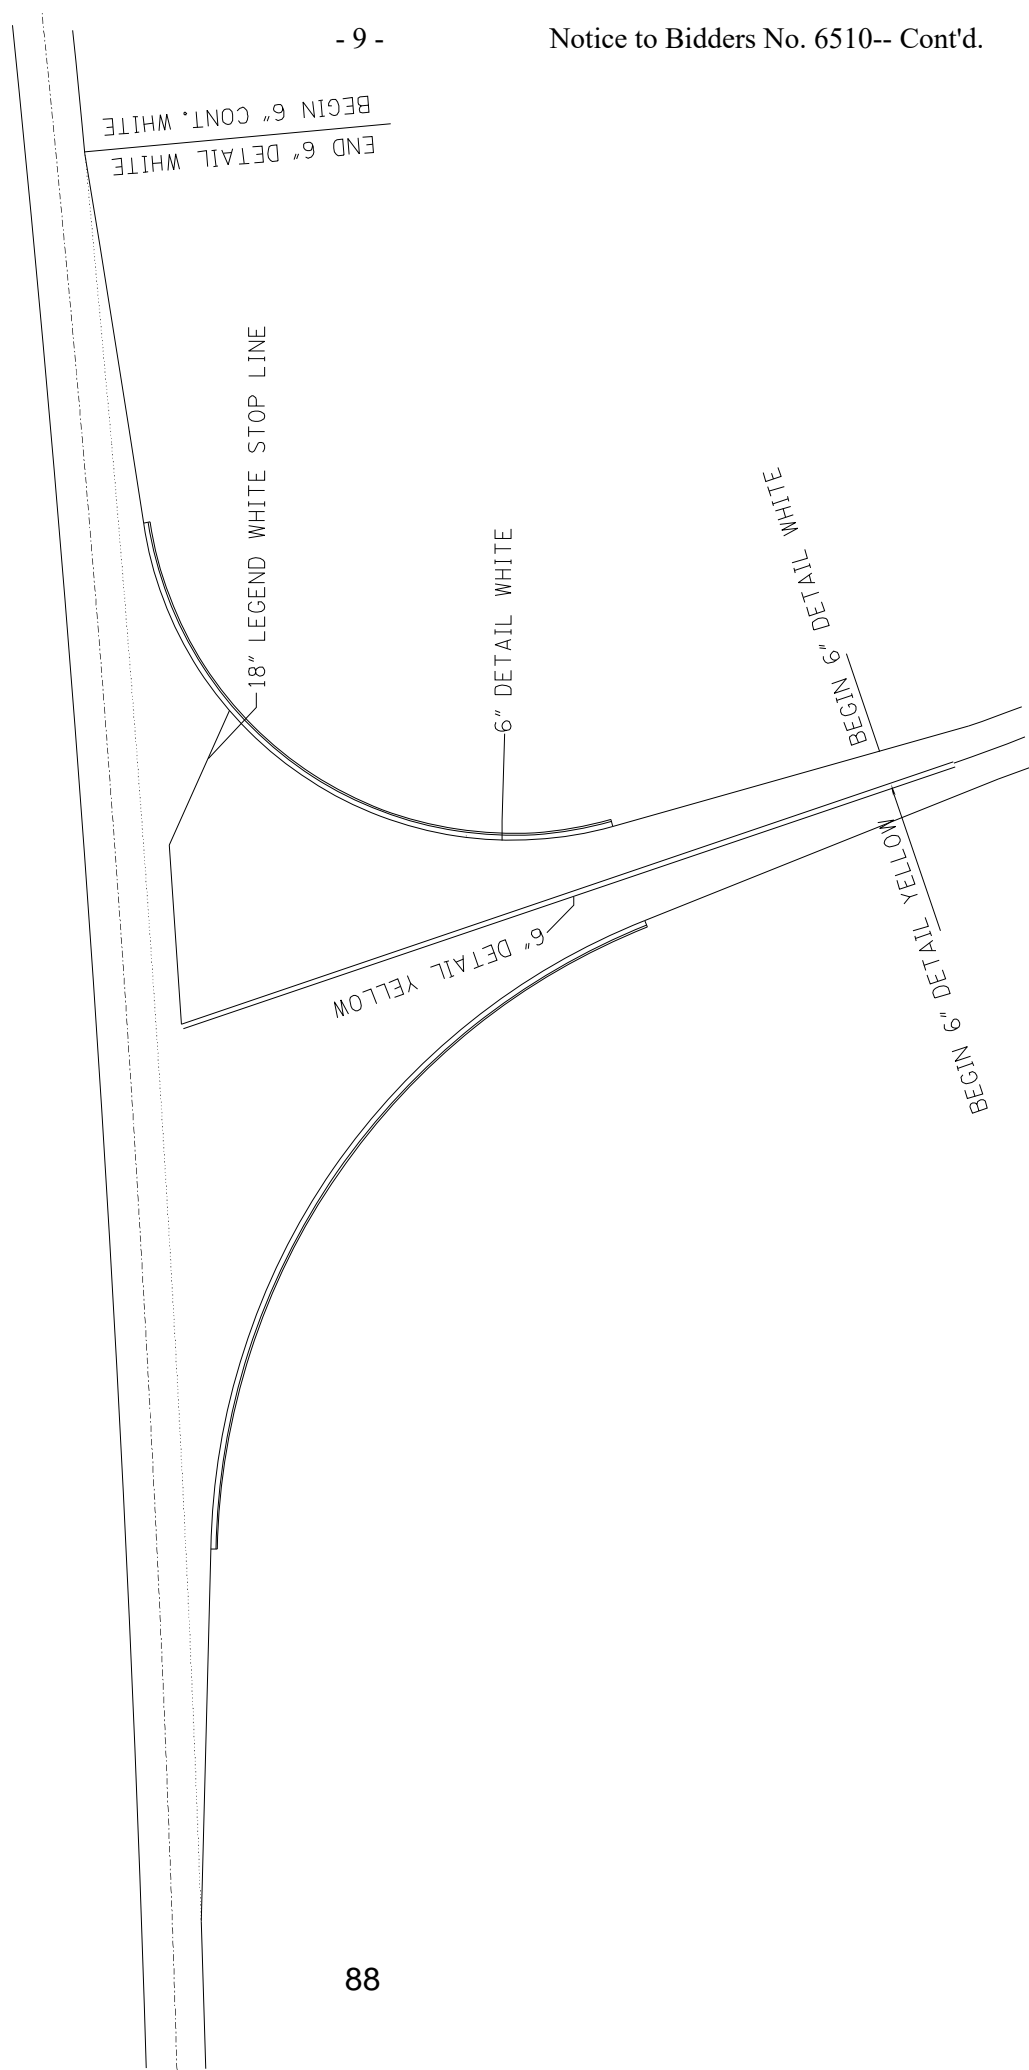 - 9 -
Notice to Bidders No. 6510-- Cont'd.
BEGIN 6" CONT. WHITE
END 6" DETAIL WHITE
18" LEGEND WHITE STOP LINE
6" DETAIL WHITE
BEGIN 6" DETAIL WHITE
6" DETAIL YELLOW
BEGIN 6" DETAIL YELLOW
88